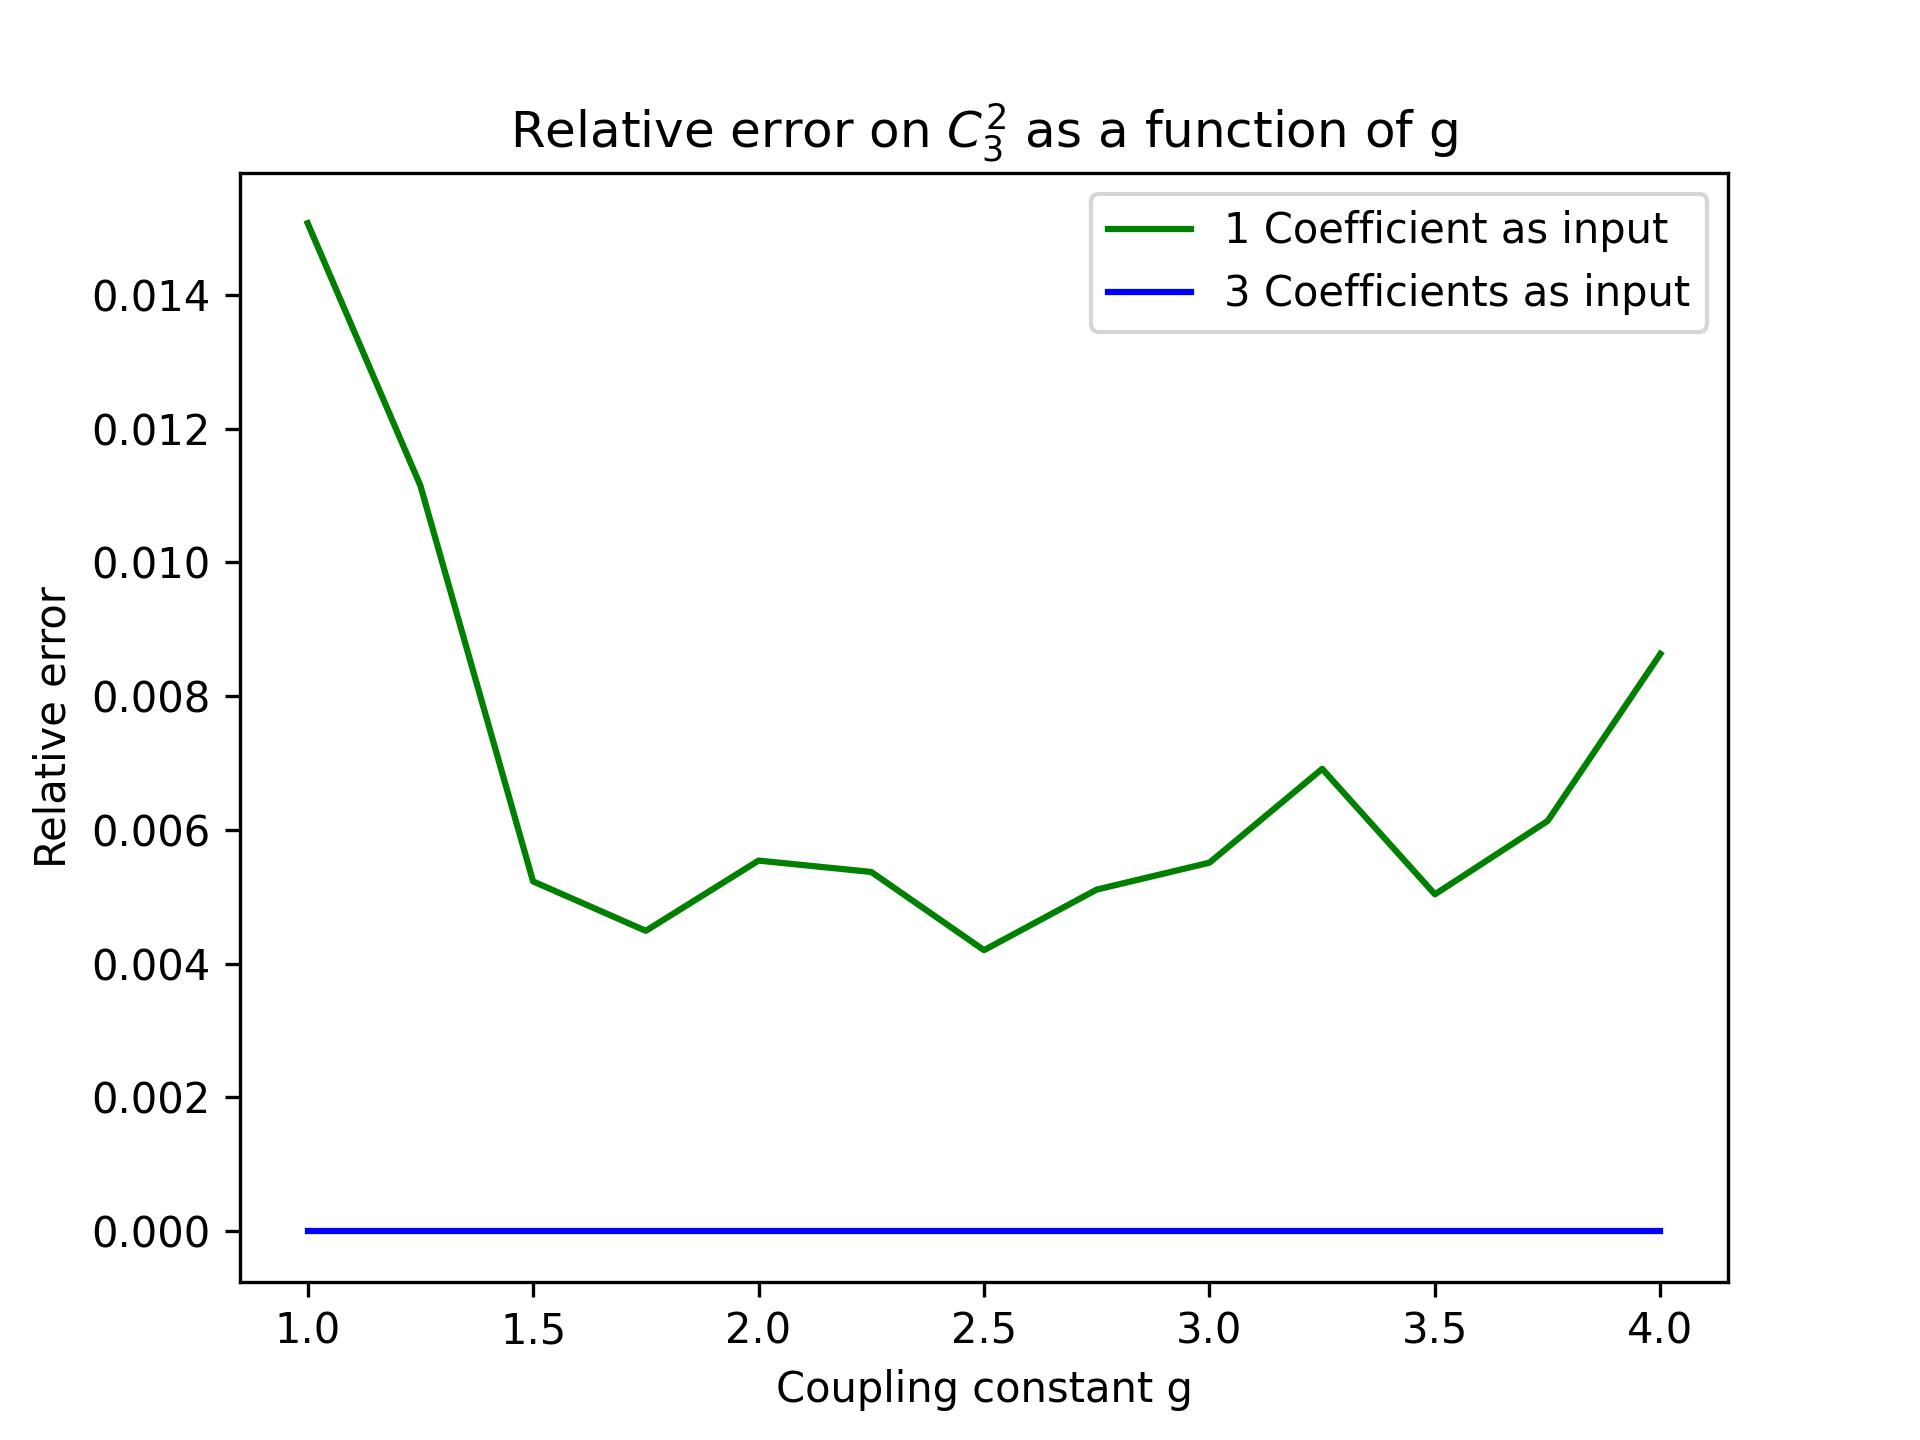 Relative error on $C_3^2$ as a function of g
1 Coefficient as input
3 Coefficients as input
Relative error
0.014
0.012
0.010
0.008
0.006
0.004
0.002
0.000
1.0 1.5 2.0 2.5 3.0 3.5 4.0
Coupling constant g